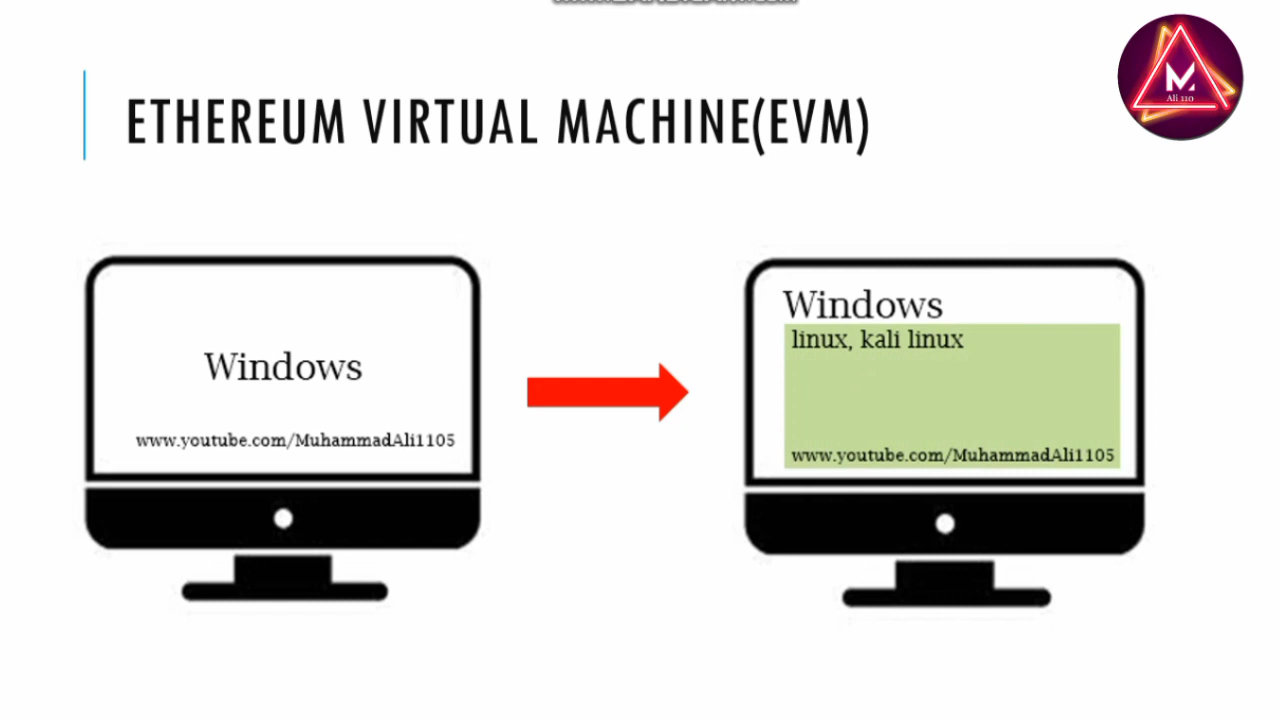 ETHEREUM VIRTUAL MACHINE(EVM)
M
Ali 110
Windows
www.youtube.com/MuhammadAli1105
Windows
linux, kali linux
www.youtube.com/MuhammadAli1105